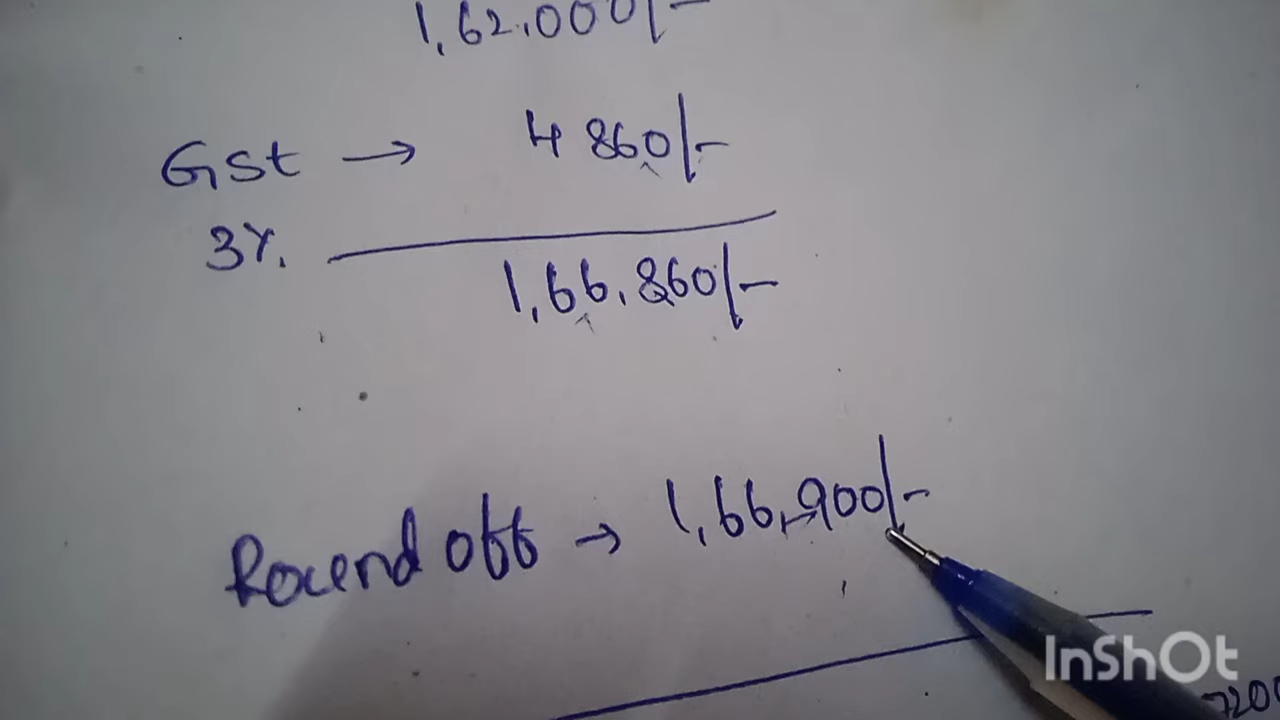 1,62,000/-
GSt → 4860/-
3%.
1,66,860/-
Round off → 1,66,900/-
InShOt